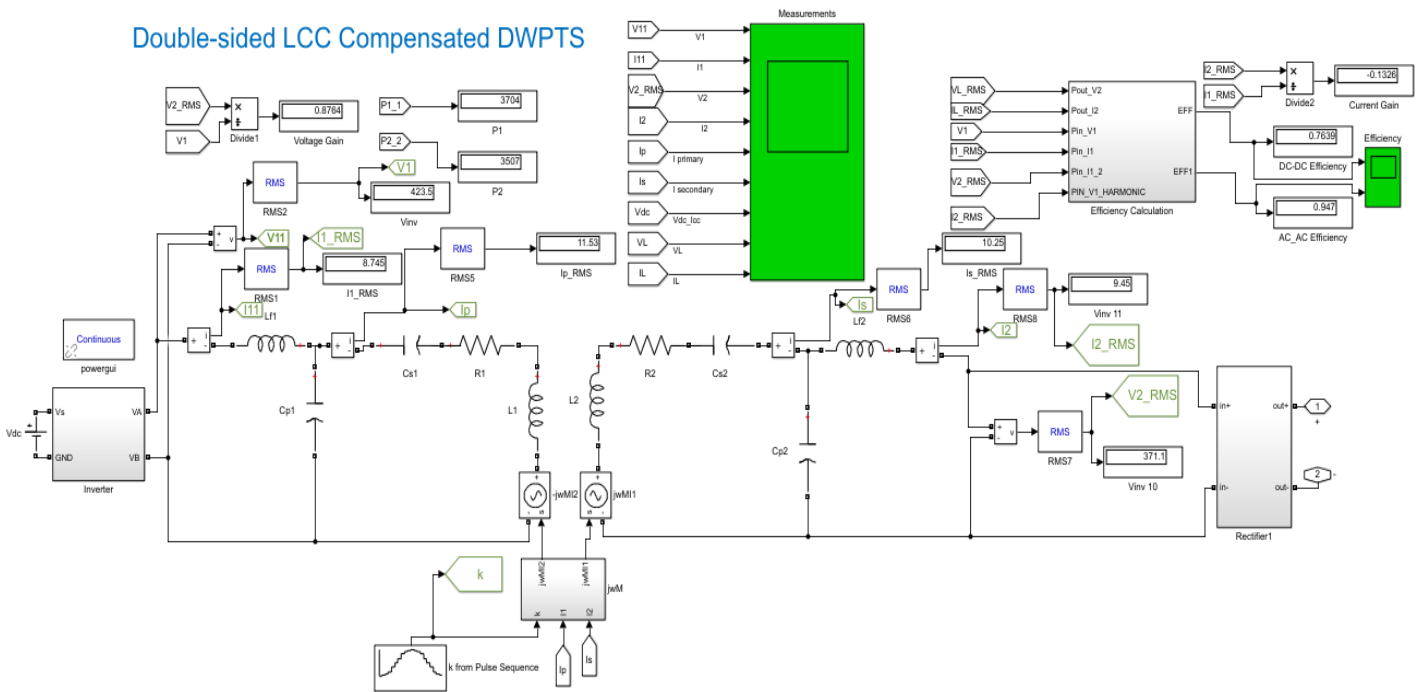 Double-sided LCC Compensated DWPTS
Measurements
V11
V1
I11
I1
V2_RMS
V2
I2
I2
Ip
I primary
Is
I secondary
Vdc
Vdc_lcc
VL
VL
IL
IL
V2_RMS
V1
×
÷
Divide1
0.8764
Voltage Gain
P1_1
3704
P1
P2_2
3507
P2
RMS
RMS2
V1
423.5
Vinv
+
-
v
V11
I1_RMS
RMS
RMS1
8.745
I1_RMS
I11
RMS
RMS5
11.53
Ip_RMS
Ip
VL_RMS
IL_RMS
V1
I1_RMS
V2_RMS
I2_RMS
Pout_V2
Pout_I2
Pin_V1
Pin_I1
Pin_I1_2
PIN_V1_HARMONIC
EFF
EFF1
Efficiency Calculation
I2_RMS
I1_RMS
×
÷
Divide2
-0.1326
Current Gain
0.7639
DC-DC Efficiency
0.947
AC_AC Efficiency
Efficiency
10.25
Is_RMS
RMS
RMS6
Is
RMS
RMS8
9.45
Vinv 11
I2
I2_RMS
Continuous
powergui
Vdc
+
Vs
GND
VA
VB
Inverter
+
i
-
Lf1
+
i
-
Cp1
Cs1
R1
L1
L2
R2
Cs2
+
i
-
Lf2
+
i
-
Cp2
+
-
v
RMS
RMS7
V2_RMS
371.1
Vinv 10
in+
in-
out+
out-
Rectifier1
1
+
2
-
+
-
s
-jwMI2
+
-
s
jwMI1
jwMI2
jwMI1
k
I1
I2
jwM
k
k from Pulse Sequence
Ip
Is